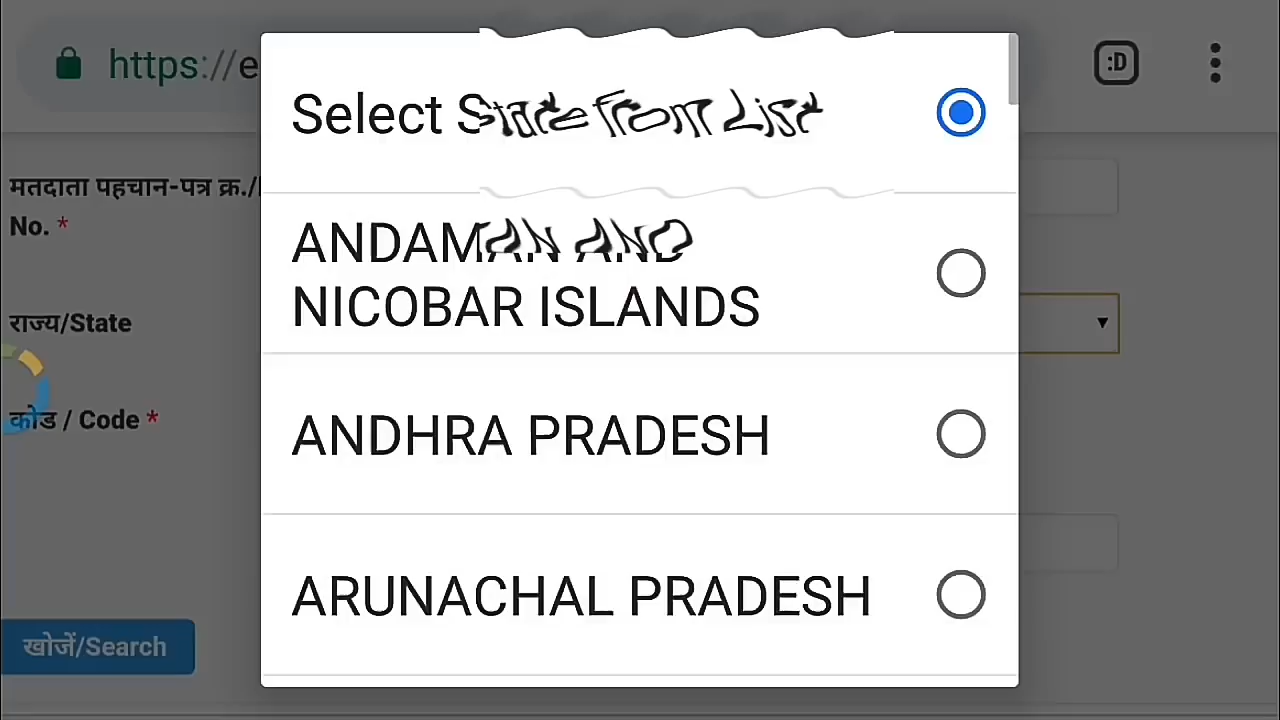 https://e
:D
Select State from List
मतदाता पहचान-पत्र क्र./
No. *
ANDAMAN AND
NICOBAR ISLANDS
राज्य/State
कोड / Code *
ANDHRA PRADESH
ARUNACHAL PRADESH
खोजें/Search